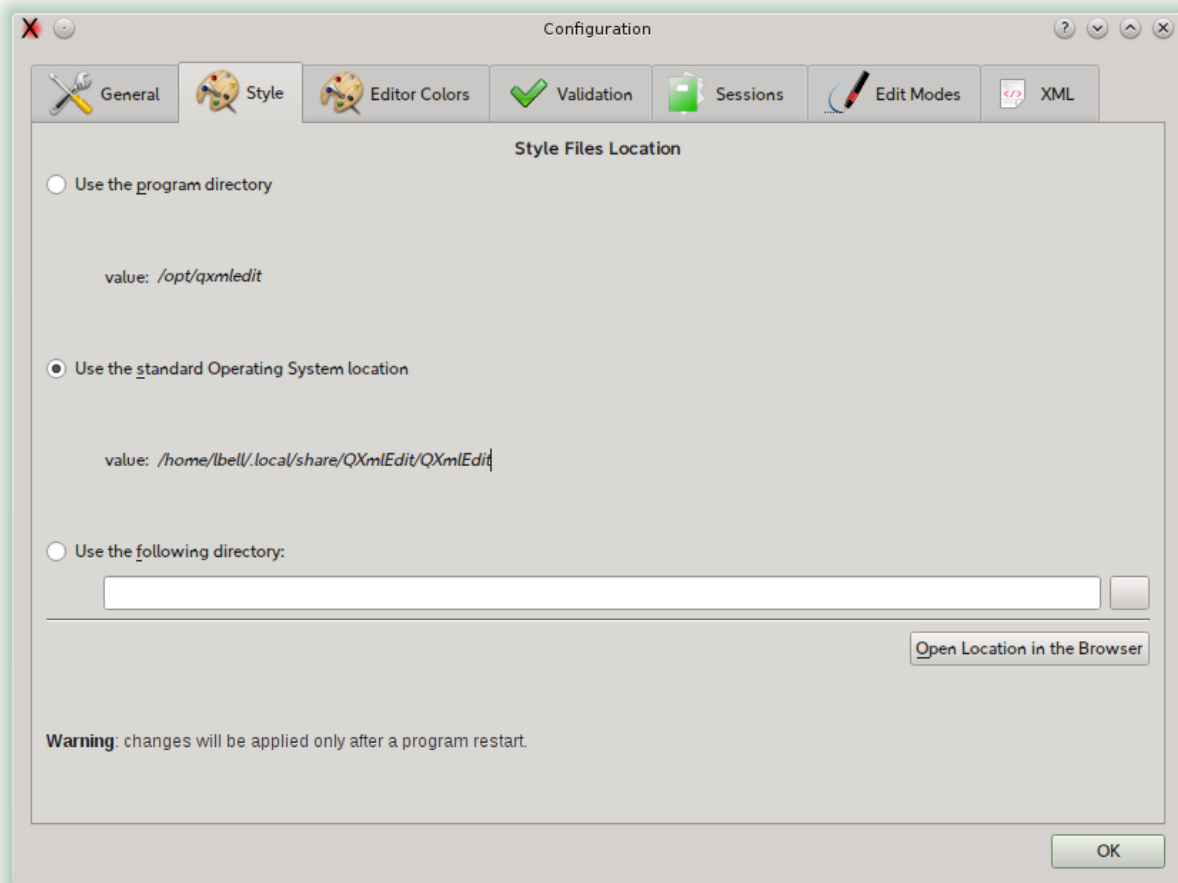 Configuration
General Style Editor Colors Validation Sessions Edit Modes XML
Style Files Location
Use the program directory
value: /opt/qxmledit
Use the standard Operating System location
value: /home/lbell/.local/share/QXmlEdit/QXmlEdit
Use the following directory:
Open Location in the Browser
Warning: changes will be applied only after a program restart.
OK